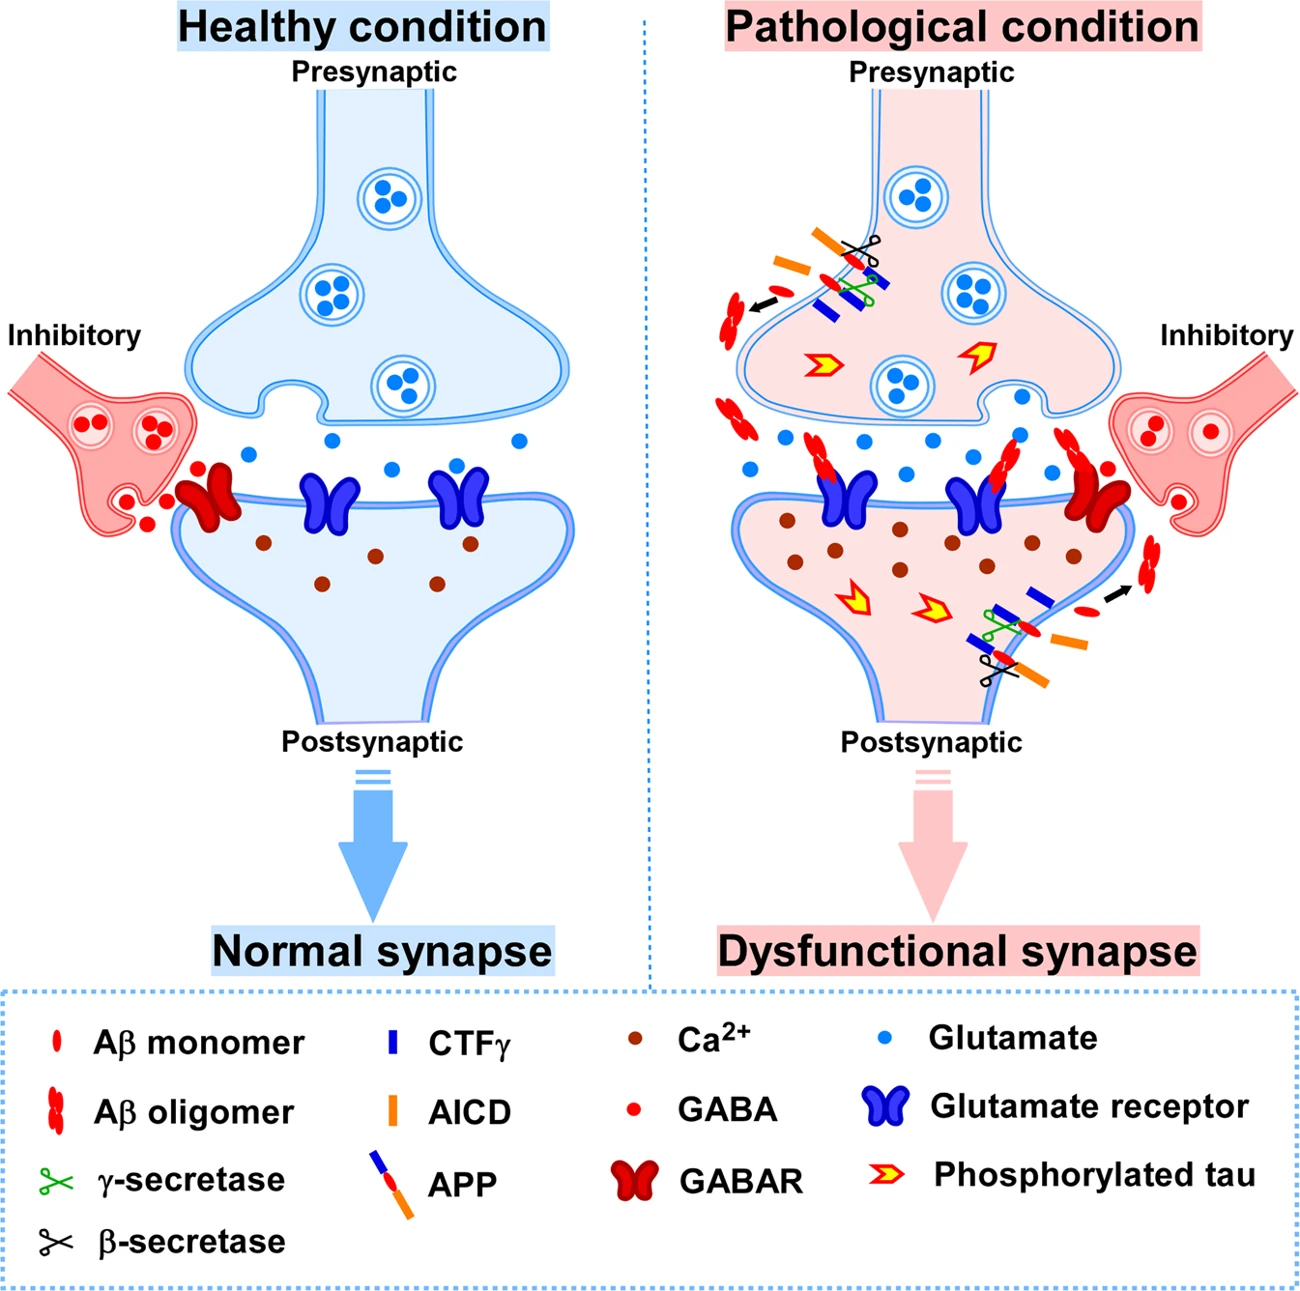 Healthy condition
Presynaptic
Inhibitory
Postsynaptic
Normal synapse
Pathological condition
Presynaptic
Inhibitory
Postsynaptic
Dysfunctional synapse
Aβ monomer
Aβ oligomer
γ-secretase
β-secretase
CTFγ
AICD
APP
Ca²⁺
GABA
GABAR
Glutamate
Glutamate receptor
Phosphorylated tau